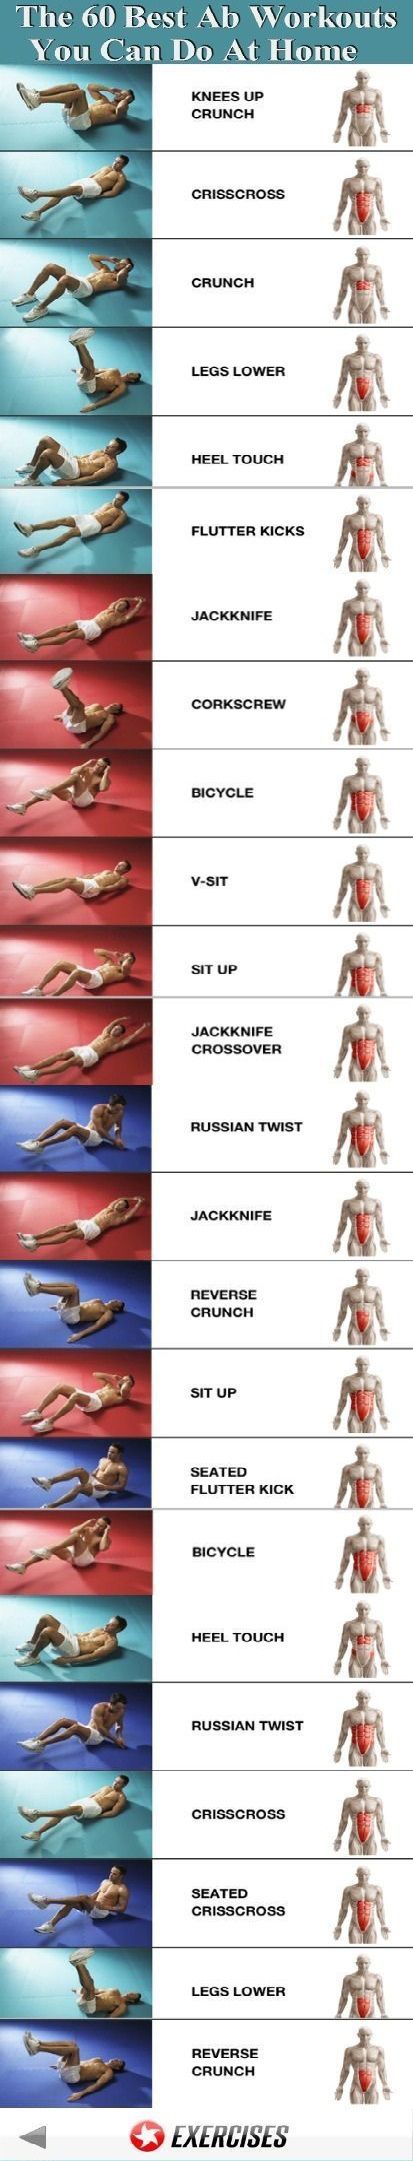 The 60 Best Ab Workouts
You Can Do At Home
KNEES UP
CRUNCH
CRISSCROSS
CRUNCH
LEGS LOWER
HEEL TOUCH
FLUTTER KICKS
JACKKNIFE
CORKSCREW
BICYCLE
V-SIT
SIT UP
JACKKNIFE
CROSSOVER
RUSSIAN TWIST
JACKKNIFE
REVERSE
CRUNCH
SIT UP
SEATED
FLUTTER KICK
BICYCLE
HEEL TOUCH
RUSSIAN TWIST
CRISSCROSS
SEATED
CRISSCROSS
LEGS LOWER
REVERSE
CRUNCH
EXERCISES